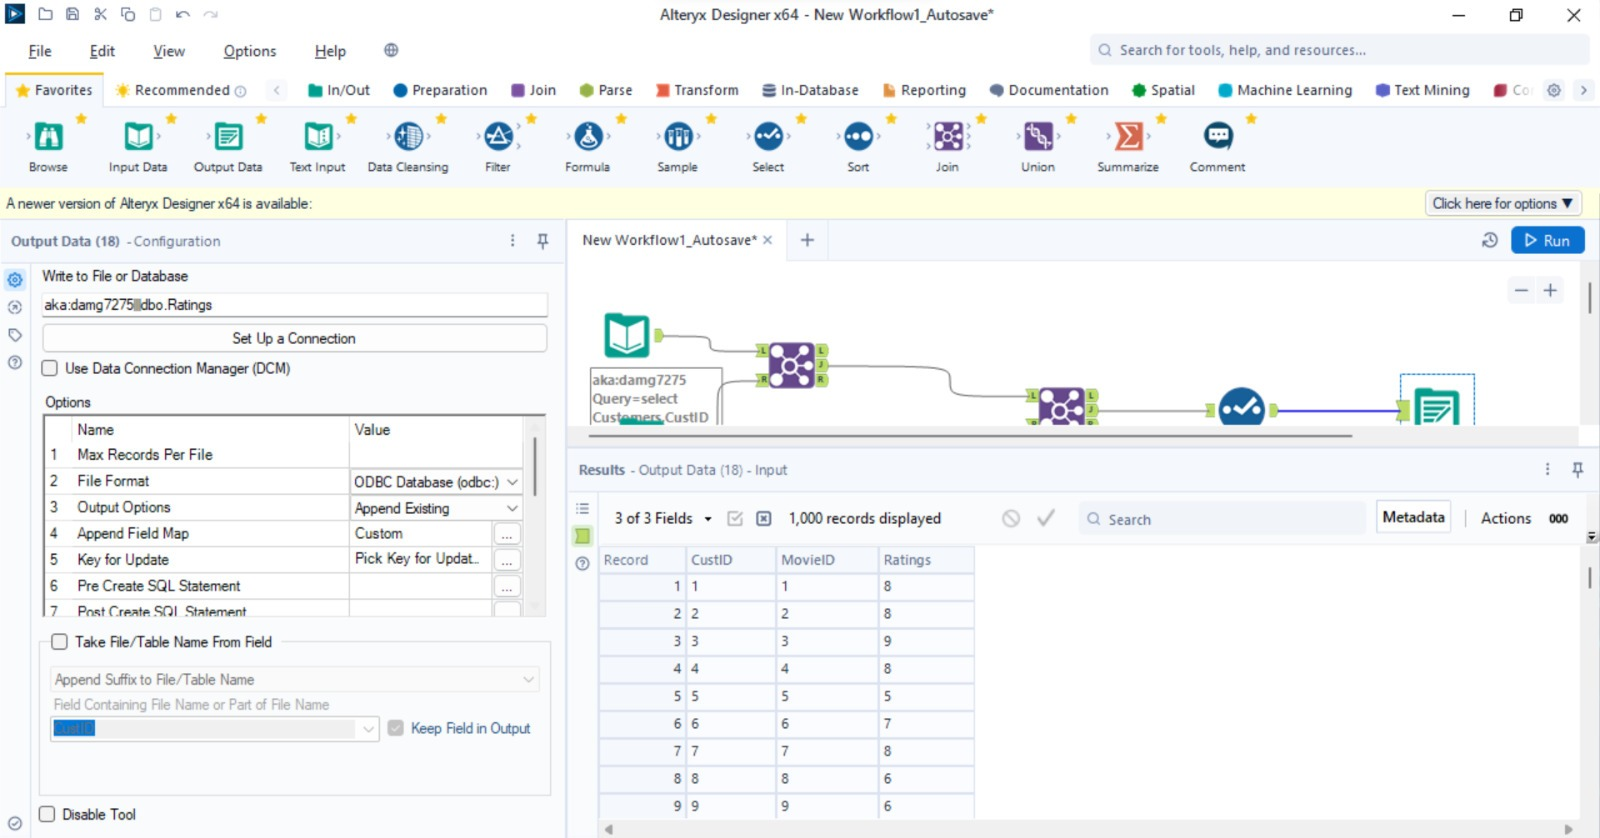 Alteryx Designer x64 - New Workflow1_Autosave*
File Edit View Options Help
Search for tools, help, and resources...
Favorites Recommended In/Out Preparation Join Parse Transform In-Database Reporting Documentation Spatial Machine Learning Text Mining Co
Browse Input Data Output Data Text Input Data Cleansing Filter Formula Sample Select Sort Join Union Summarize Comment
A newer version of Alteryx Designer x64 is available:
Click here for options ▼
Output Data (18) - Configuration
Write to File or Database
aka:damg7275 dbo.Ratings
Set Up a Connection
Use Data Connection Manager (DCM)
Options
Name Value
1 Max Records Per File
2 File Format ODBC Database (odbc:)
3 Output Options Append Existing
4 Append Field Map Custom ...
5 Key for Update Pick Key for Updat... ...
6 Pre Create SQL Statement ...
7 Post Create SQL Statement
Take File/Table Name From Field
Append Suffix to File/Table Name
Field Containing File Name or Part of File Name
CustID
Keep Field in Output
Disable Tool
New Workflow1_Autosave*
Run
L
R
L
J
R
aka:damg7275
Query=select
Customers.CustID
L
R
L
J
Results - Output Data (18) - Input
3 of 3 Fields
1,000 records displayed
Search
Metadata
Actions
000
Record CustID MovieID Ratings
1 1 1 8
2 2 2 8
3 3 3 9
4 4 4 8
5 5 5 5
6 6 6 7
7 7 7 8
8 8 8 6
9 9 9 6